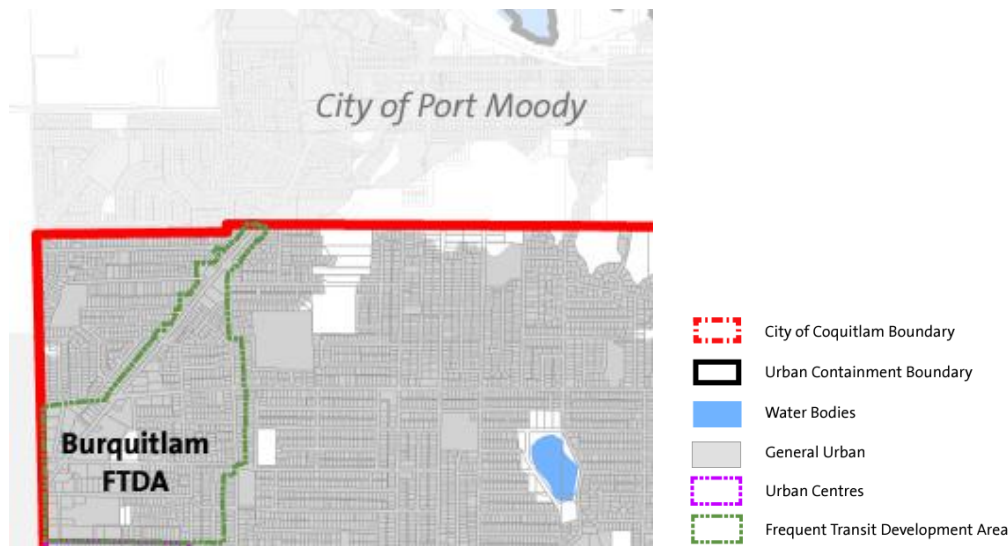 City of Port Moody
Burquitlam
FTDA
City of Coquitlam Boundary
Urban Containment Boundary
Water Bodies
General Urban
Urban Centres
Frequent Transit Development Area